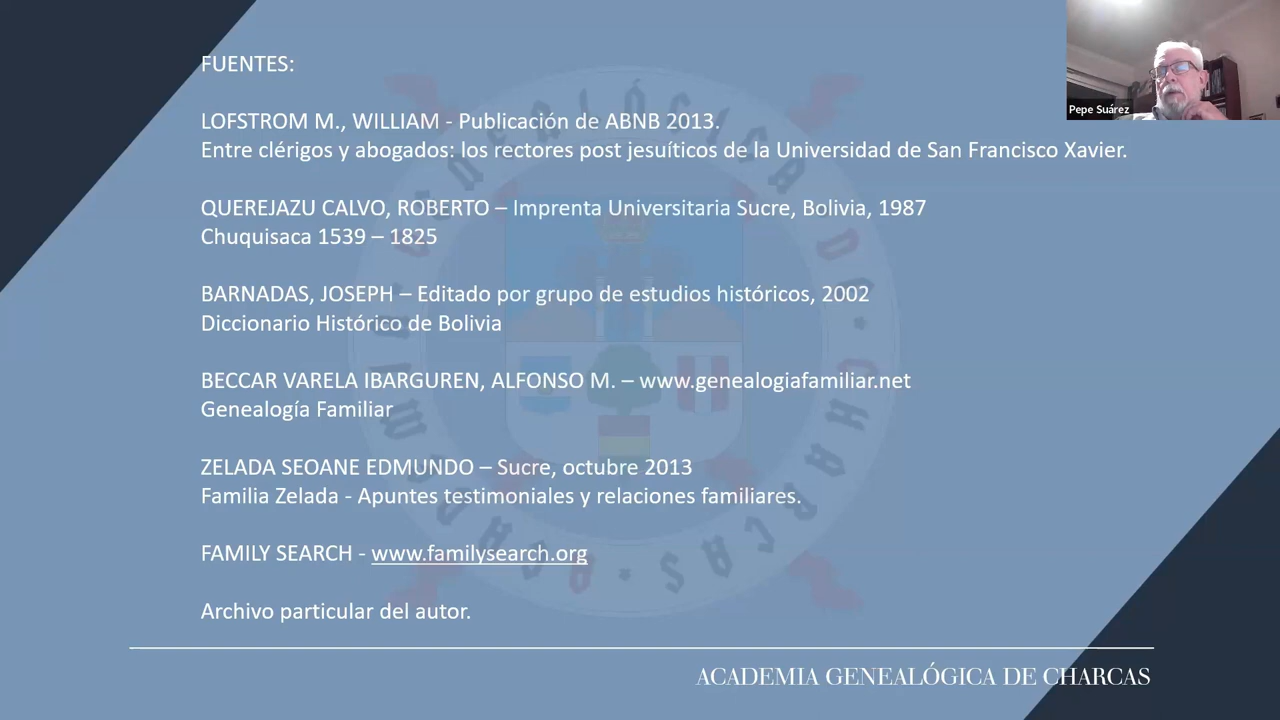 FUENTES:
LOFSTROM M., WILLIAM - Publicación de ABNB 2013.
Entre clérigos y abogados: los rectores post jesuíticos de la Universidad de San Francisco Xavier.
QUEREJAZU CALVO, ROBERTO – Imprenta Universitaria Sucre, Bolivia, 1987
Chuquisaca 1539 – 1825
BARNADAS, JOSEPH – Editado por grupo de estudios históricos, 2002
Diccionario Histórico de Bolivia
BECCAR VARELA IBARGUREN, ALFONSO M. – www.genealogiafamiliar.net
Genealogía Familiar
ZELADA SEOANE EDMUNDO – Sucre, octubre 2013
Familia Zelada - Apuntes testimoniales y relaciones familiares.
FAMILY SEARCH - www.familysearch.org
Archivo particular del autor.
ACADEMIA GENEALÓGICA DE CHARCAS
Pepe Suárez
ACADEMIA GENEALÓGICA DE CHARCAS